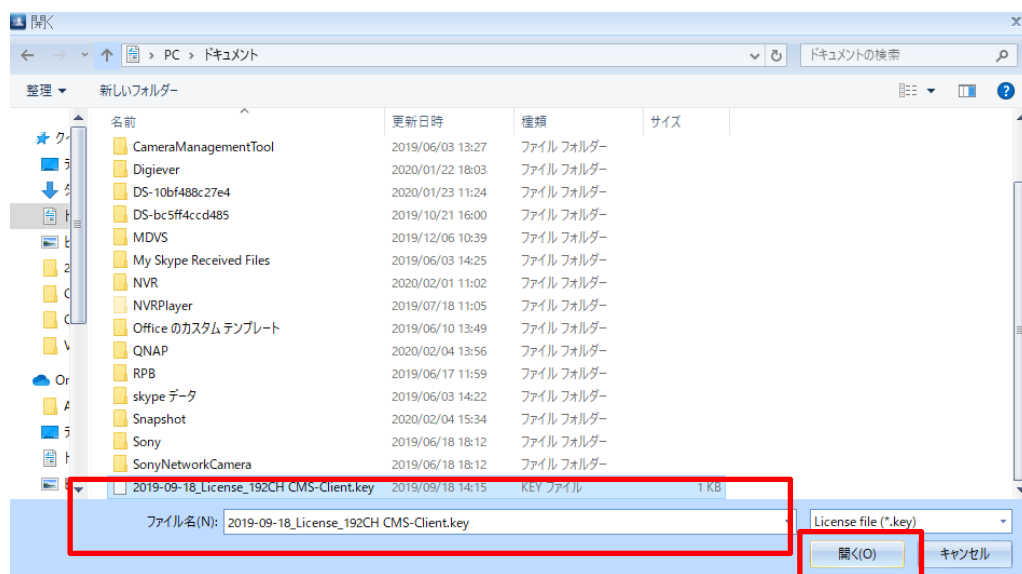 開く
PC > ドキュメント
ドキュメントの検索
整理
新しいフォルダー
名前 更新日時 種類 サイズ
CameraManagementTool 2019/06/03 13:27 ファイル フォルダー
Digiever 2020/01/22 18:03 ファイル フォルダー
DS-10bf488c27e4 2020/01/23 11:24 ファイル フォルダー
DS-bc5ff4ccd485 2019/10/21 16:00 ファイル フォルダー
MDVS 2019/12/06 10:39 ファイル フォルダー
My Skype Received Files 2019/06/03 14:25 ファイル フォルダー
NVR 2020/02/01 11:02 ファイル フォルダー
NVRPlayer 2019/07/18 11:05 ファイル フォルダー
Office のカスタム テンプレート 2019/06/10 13:49 ファイル フォルダー
QNAP 2020/02/04 13:56 ファイル フォルダー
RPB 2019/06/17 11:59 ファイル フォルダー
skype データ 2019/06/03 14:22 ファイル フォルダー
Snapshot 2020/02/04 15:34 ファイル フォルダー
Sony 2019/06/18 18:12 ファイル フォルダー
SonyNetworkCamera 2019/06/18 18:12 ファイル フォルダー
2019-09-18_License_192CH CMS-Client.key 2019/09/18 14:15 KEY ファイル 1 KB
ファイル名(N): 2019-09-18_License_192CH CMS-Client.key
License file (*.key)
開く(O)
キャンセル